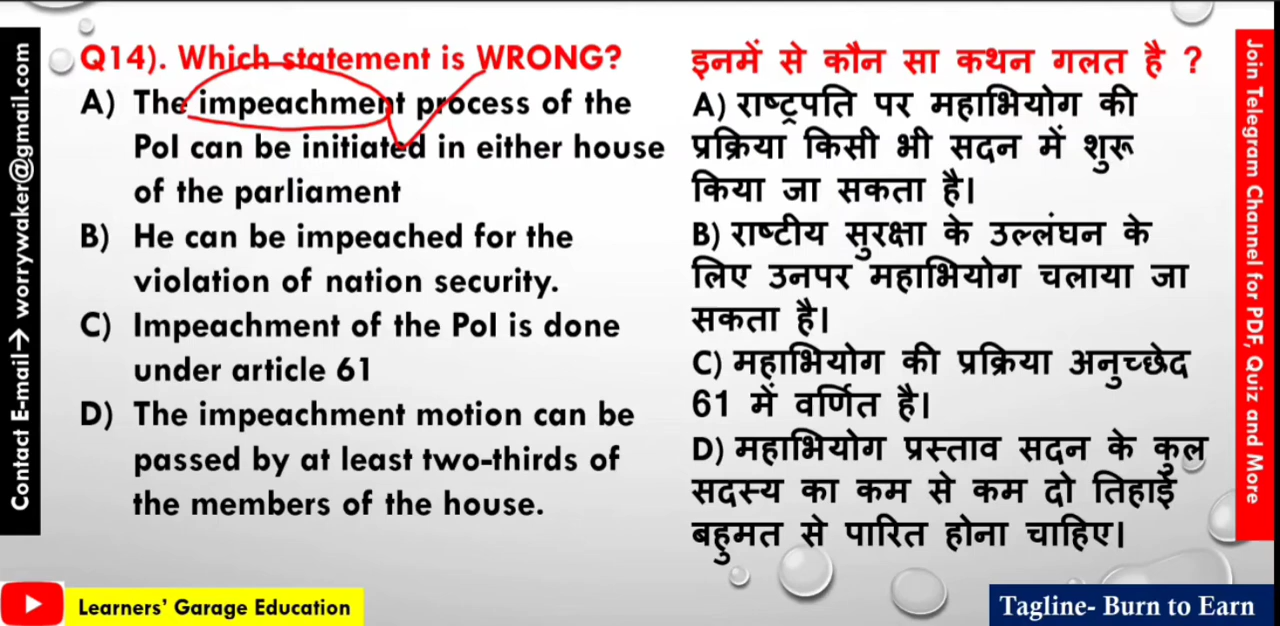 Q14). Which statement is WRONG?
A) The impeachment process of the
PoI can be initiated in either house
of the parliament
B) He can be impeached for the
violation of nation security.
C) Impeachment of the PoI is done
under article 61
D) The impeachment motion can be
passed by at least two-thirds of
the members of the house.
इनमें से कौन सा कथन गलत है ?
A) राष्ट्रपति पर महाभियोग की
प्रक्रिया किसी भी सदन में शुरू
किया जा सकता है।
B) राष्टीय सुरक्षा के उल्लंघन के
लिए उनपर महाभियोग चलाया जा
सकता है।
C) महाभियोग की प्रक्रिया अनुच्छेद
61 में वर्णित है।
D) महाभियोग प्रस्ताव सदन के कुल
सदस्य का कम से कम दो तिहाई
बहुमत से पारित होना चाहिए।
Contact E-mail→ worrywaker@gmail.com
Join Telegram Channel for PDF, Quiz and More
Learners’ Garage Education
Tagline- Burn to Earn